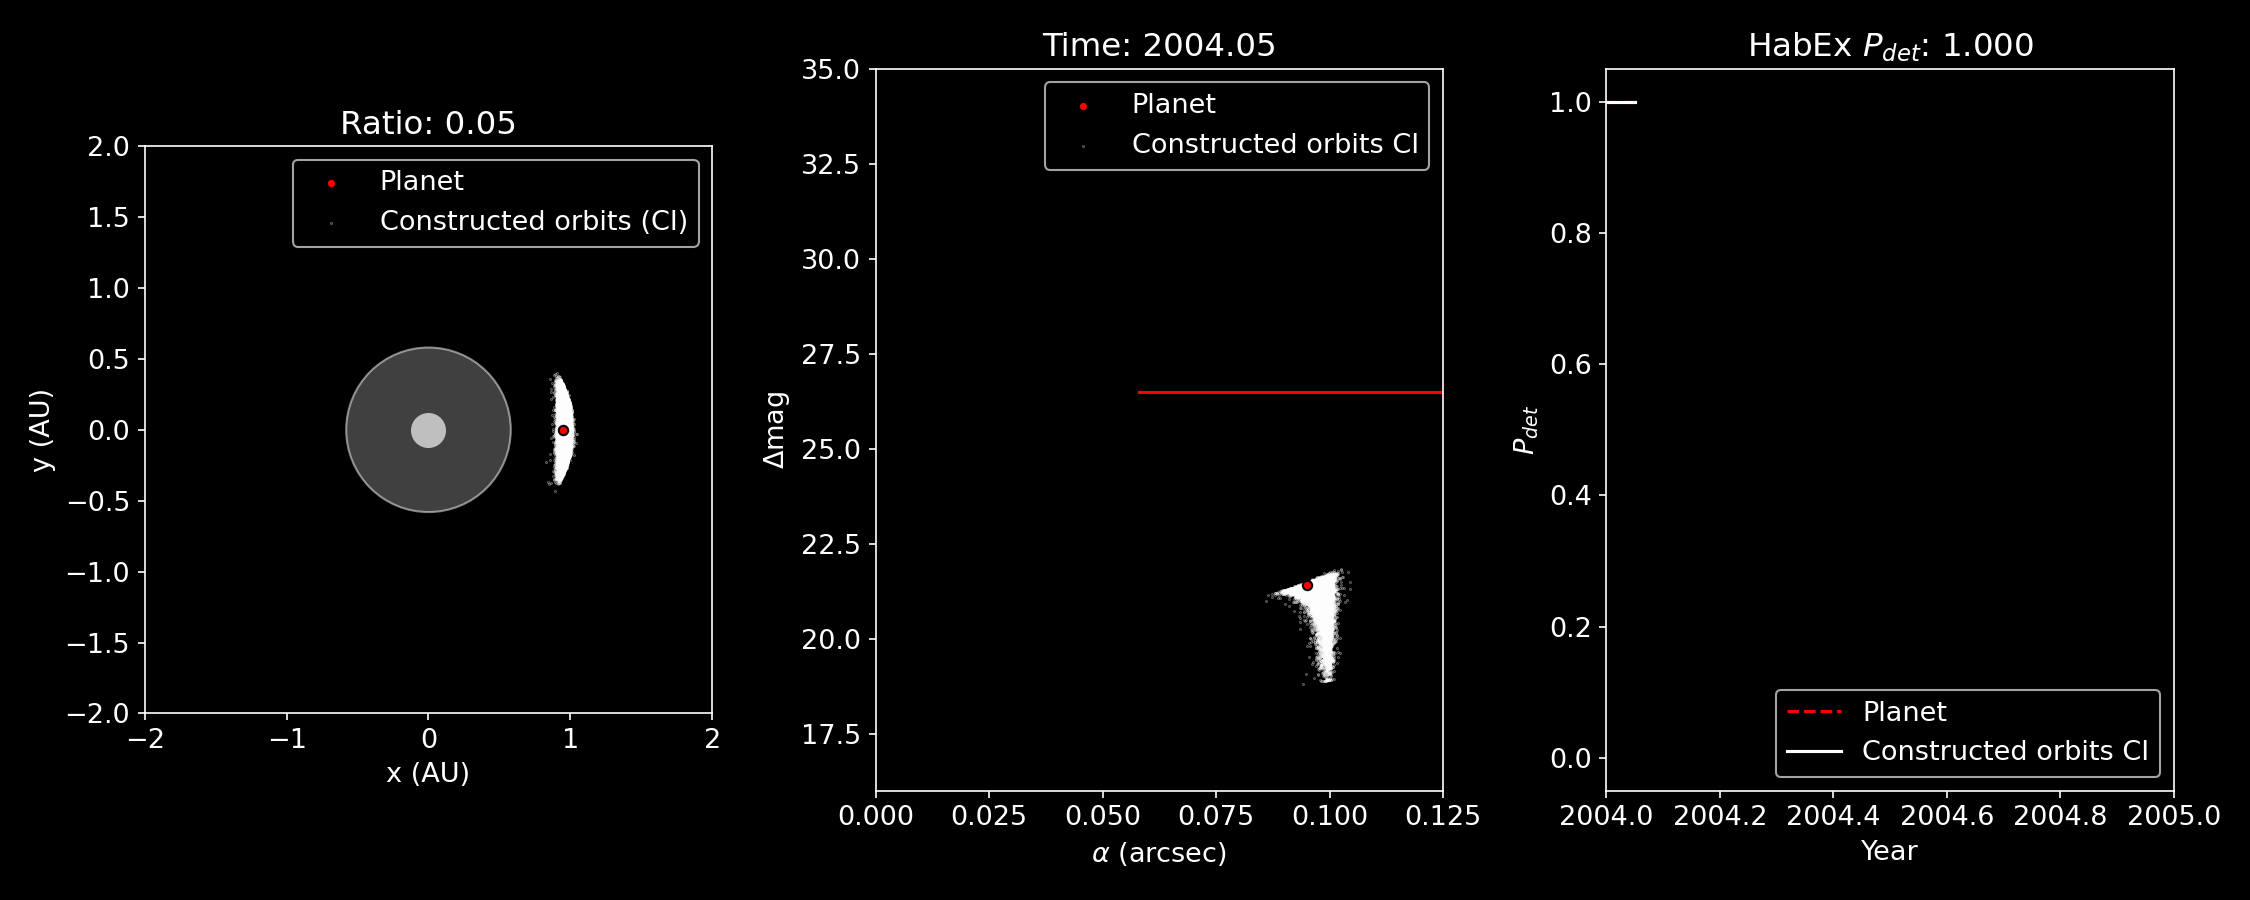 Ratio: 0.05
2.0
1.5
1.0
0.5
0.0
−0.5
−1.0
−1.5
−2.0
y (AU)
Planet
Constructed orbits (CI)
−2
−1
0
1
2
x (AU)
Time: 2004.05
35.0
32.5
30.0
27.5
25.0
22.5
20.0
17.5
Δmag
Planet
Constructed orbits CI
0.000
0.025
0.050
0.075
0.100
0.125
α (arcsec)
HabEx P_det: 1.000
1.0
0.8
0.6
0.4
0.2
0.0
P_det
Planet
Constructed orbits CI
2004.0
2004.2
2004.4
2004.6
2004.8
2005.0
Year